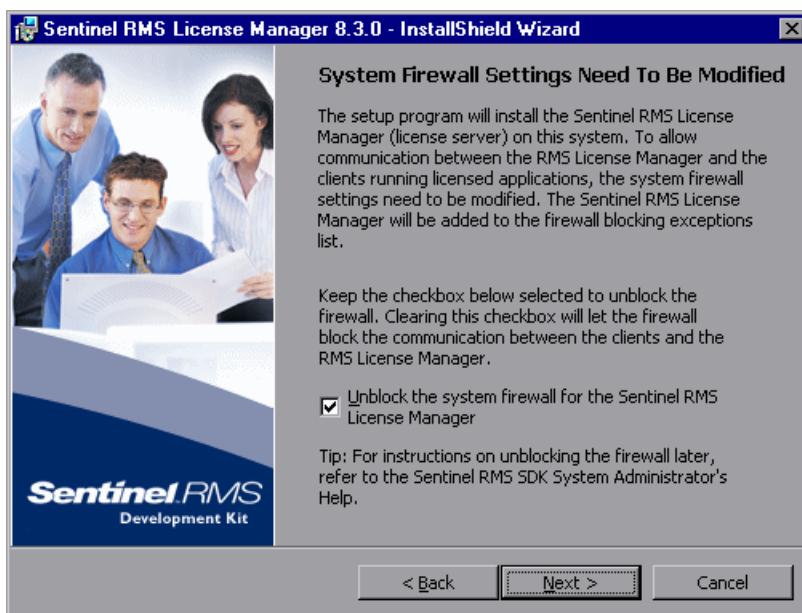 Sentinel RMS License Manager 8.3.0 - InstallShield Wizard
System Firewall Settings Need To Be Modified
The setup program will install the Sentinel RMS License
Manager (license server) on this system. To allow
communication between the RMS License Manager and the
clients running licensed applications, the system firewall
settings need to be modified. The Sentinel RMS License
Manager will be added to the firewall blocking exceptions
list.
Keep the checkbox below selected to unblock the
firewall. Clearing this checkbox will let the firewall
block the communication between the clients and the
RMS License Manager.
Unblock the system firewall for the Sentinel RMS
License Manager
Tip: For instructions on unblocking the firewall later,
refer to the Sentinel RMS SDK System Administrator's
Help.
Sentinel.RMS
Development Kit
< Back
Next >
Cancel